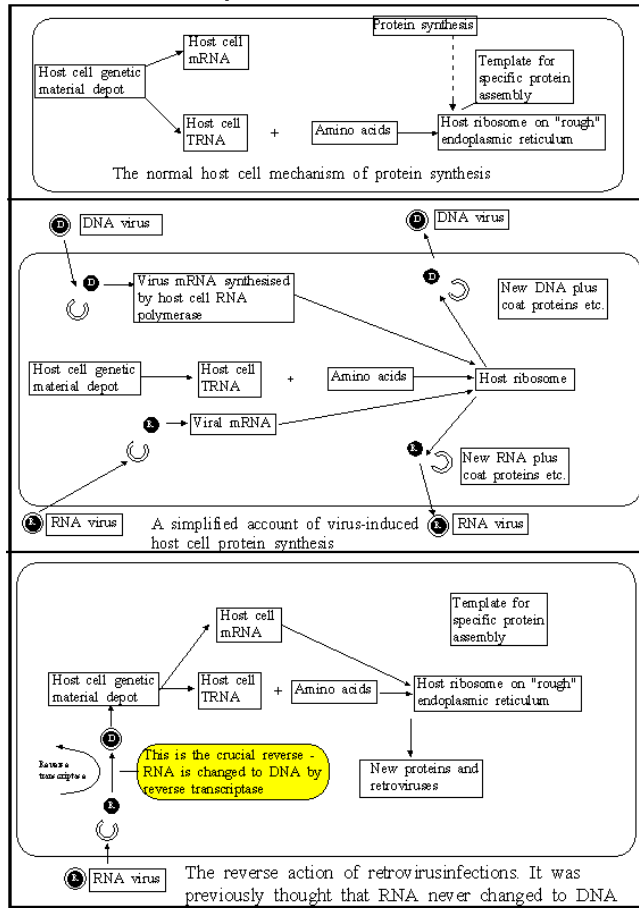 Protein synthesis
Host cell
mRNA
Template for
specific protein
assembly
Host cell genetic
material depot
Host cell
TRNA
+
Amino acids
Host ribosome on "rough"
endoplasmic reticulum
The normal host cell mechanism of protein synthesis
D
DNA virus
D
DNA virus
D
Virus mRNA synthesised
by host cell RNA
polymerase
D
New DNA plus
coat proteins etc.
Host cell genetic
material depot
Host cell
TRNA
+
Amino acids
Host ribosome
R
Viral mRNA
R
New RNA plus
coat proteins etc.
R
RNA virus
A simplified account of virus-induced
host cell protein synthesis
R
RNA virus
Host cell
mRNA
Template for
specific protein
assembly
Host cell genetic
material depot
Host cell
TRNA
+
Amino acids
Host ribosome on "rough"
endoplasmic reticulum
D
Reverse
transcriptase
This is the crucial reverse -
RNA is changed to DNA by
reverse transcriptase
New proteins and
retroviruses
R
R
RNA virus
The reverse action of retrovirusinfections. It was
previously thought that RNA never changed to DNA